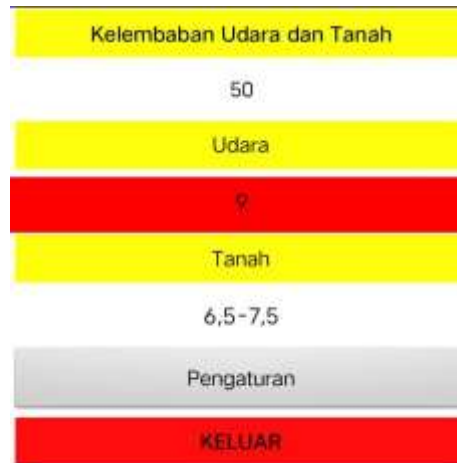 Kelembaban Udara dan Tanah
50
Udara
9
Tanah
6,5-7,5
Pengaturan
KELUAR